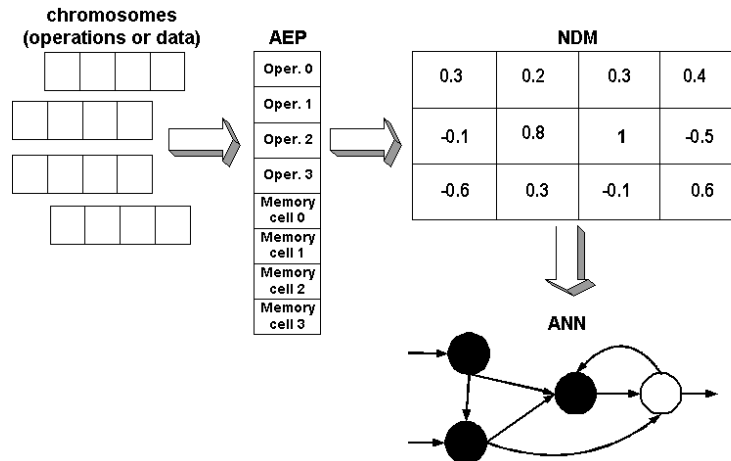 chromosomes
(operations or data)
AEP
Oper. 0
Oper. 1
Oper. 2
Oper. 3
Memory
cell 0
Memory
cell 1
Memory
cell 2
Memory
cell 3
NDM
0.3 0.2 0.3 0.4
-0.1 0.8 1 -0.5
-0.6 0.3 -0.1 0.6
ANN